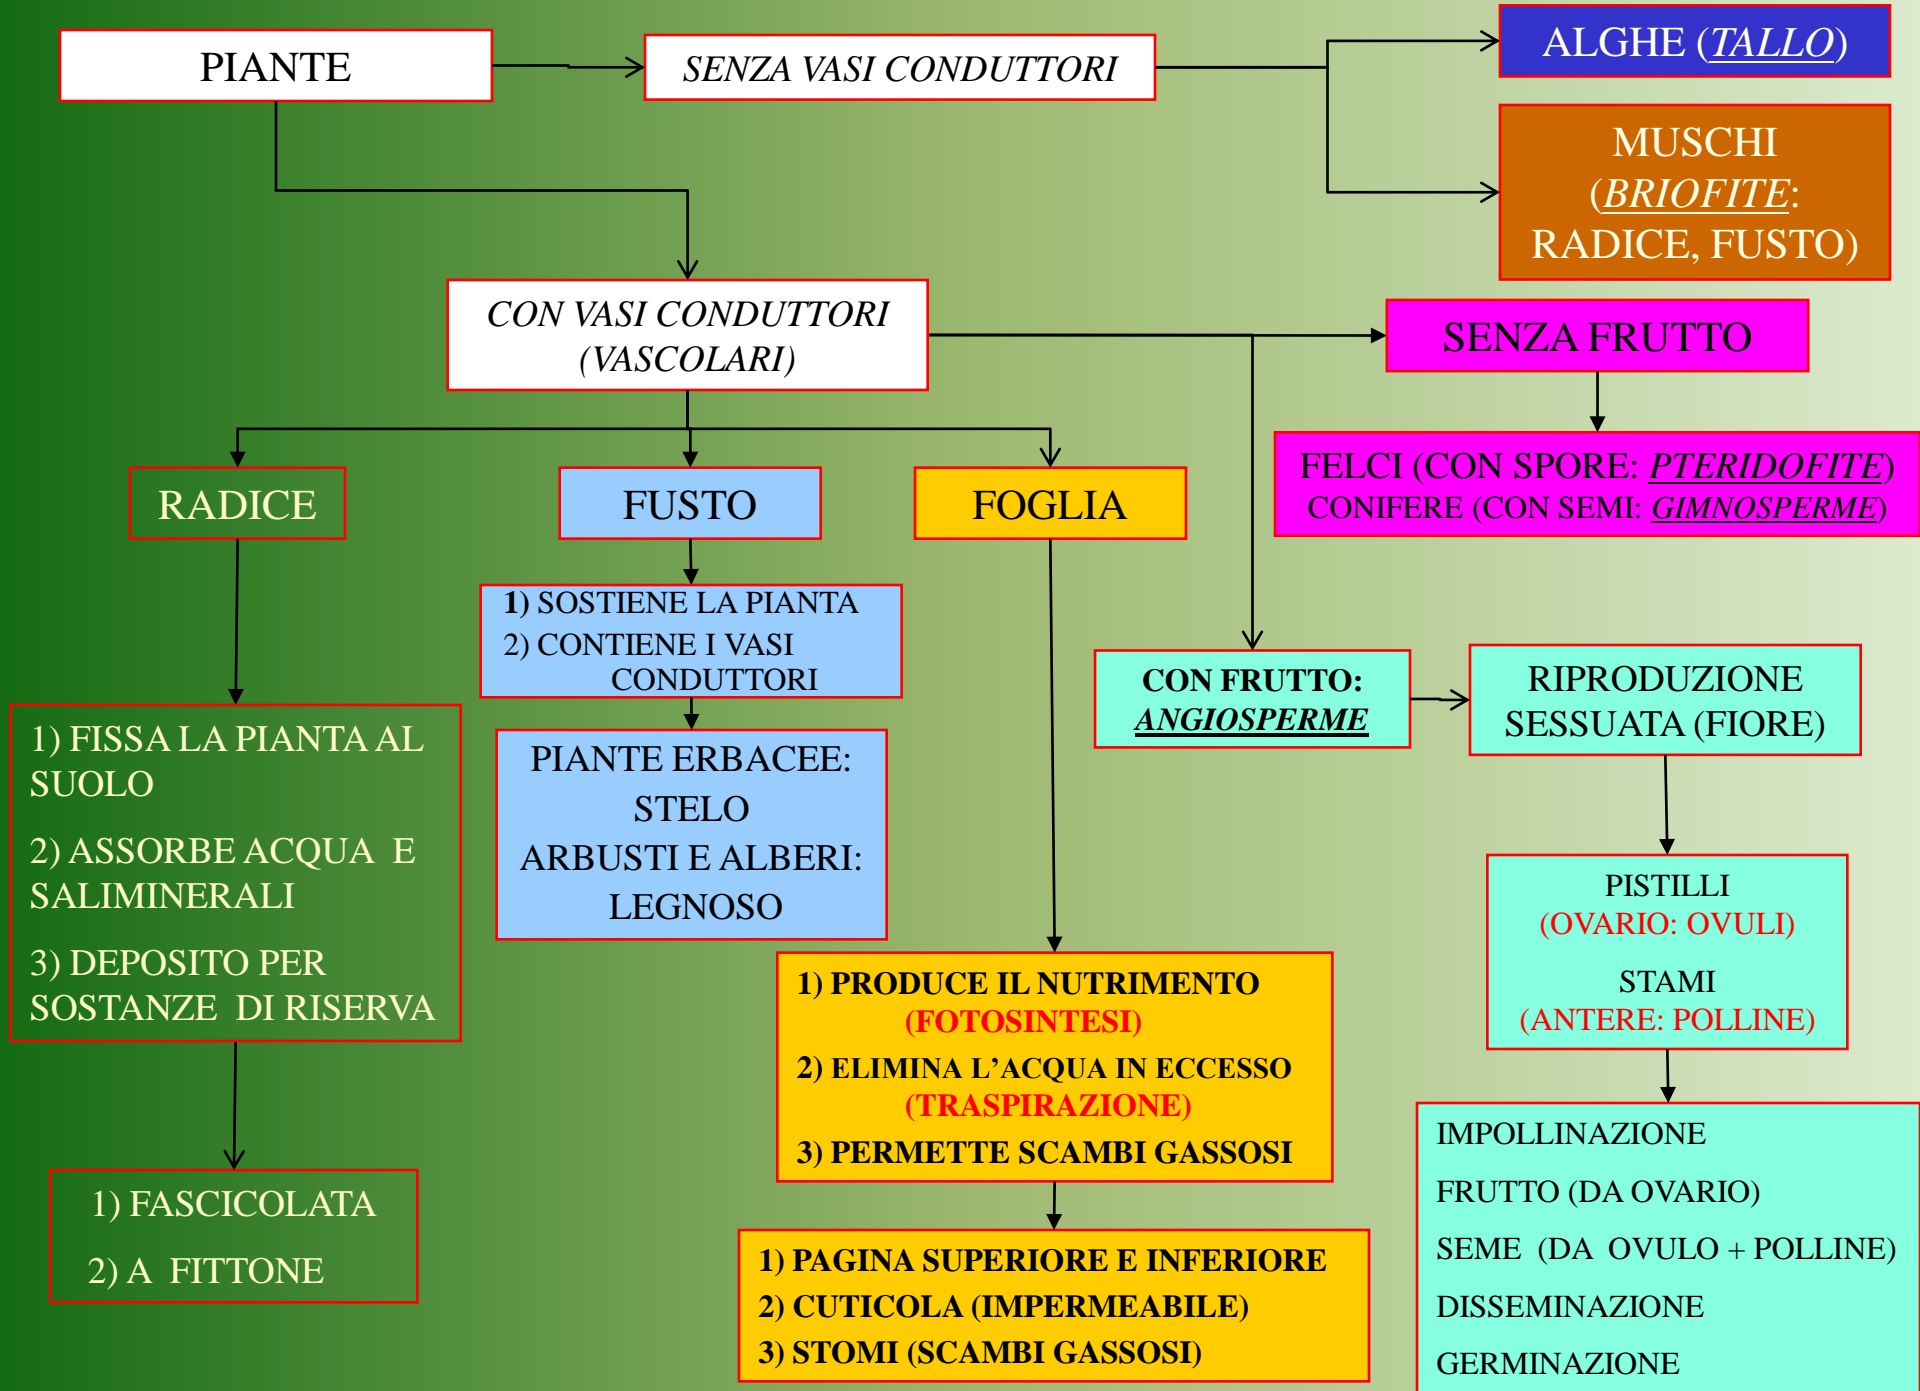 PIANTE
SENZA VASI CONDUTTORI
ALGHE (TALLO)
MUSCHI
(BRIOFITE:
RADICE, FUSTO)
CON VASI CONDUTTORI
(VASCOLARI)
SENZA FRUTTO
FELCI (CON SPORE: PTERIDOFITE)
CONIFERE (CON SEMI: GIMNOSPERME)
RADICE
FUSTO
FOGLIA
1) SOSTIENE LA PIANTA
2) CONTIENE I VASI
CONDUTTORI
CON FRUTTO:
ANGIOSPERME
RIPRODUZIONE
SESSUATA (FIORE)
1) FISSA LA PIANTA AL
SUOLO
2) ASSORBE ACQUA E
SALIMINERALI
3) DEPOSITO PER
SOSTANZE DI RISERVA
PIANTE ERBACEE:
STELO
ARBUSTI E ALBERI:
LEGNOSO
PISTILLI
(OVARIO: OVULI)
STAMI
(ANTERE: POLLINE)
1) PRODUCE IL NUTRIMENTO
(FOTOSINTESI)
2) ELIMINA L’ACQUA IN ECCESSO
(TRASPIRAZIONE)
3) PERMETTE SCAMBI GASSOSI
1) FASCICOLATA
2) A FITTONE
1) PAGINA SUPERIORE E INFERIORE
2) CUTICOLA (IMPERMEABILE)
3) STOMI (SCAMBI GASSOSI)
IMPOLLINAZIONE
FRUTTO (DA OVARIO)
SEME (DA OVULO + POLLINE)
DISSEMINAZIONE
GERMINAZIONE